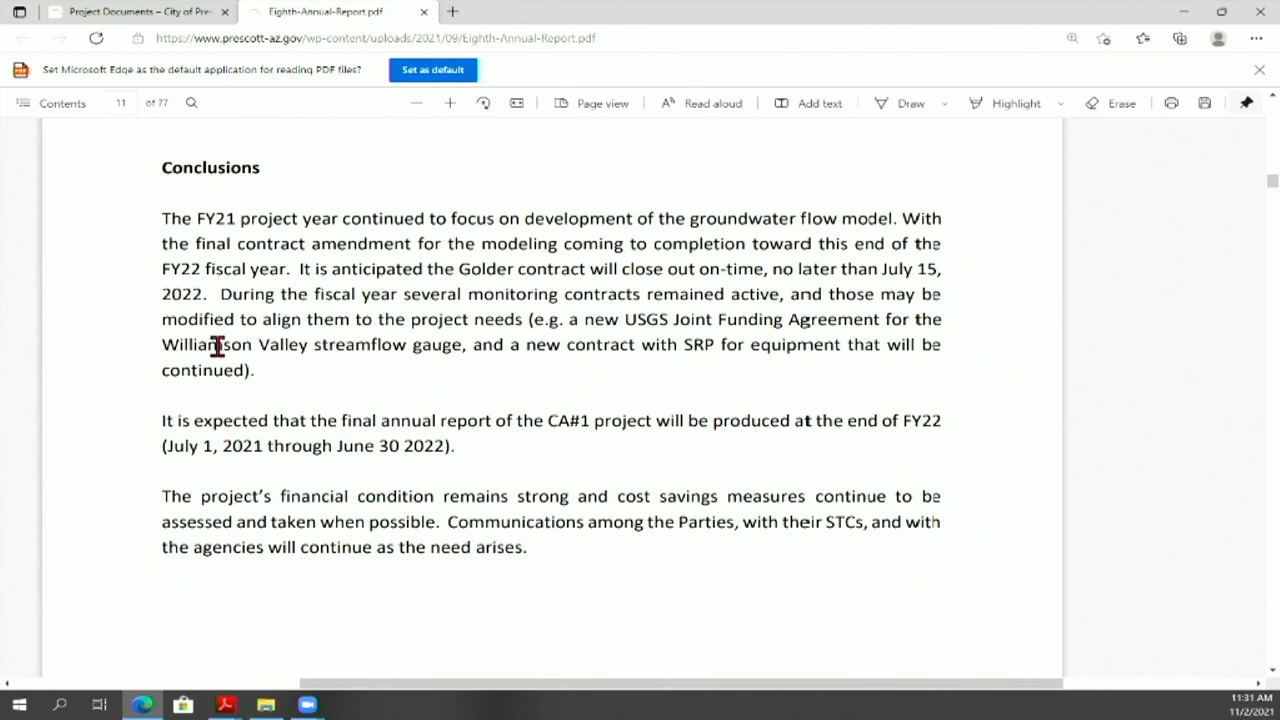 Project Documents – City of Pre
Eighth-Annual-Report.pdf
https://www.prescott-az.gov/wp-content/uploads/2021/09/Eighth-Annual-Report.pdf
Set Microsoft Edge as the default application for reading PDF files?
Set as default
Contents
11
of 77
Page view
Read aloud
Add text
Draw
Highlight
Erase
Conclusions
The FY21 project year continued to focus on development of the groundwater flow model. With
the final contract amendment for the modeling coming to completion toward this end of the
FY22 fiscal year. It is anticipated the Golder contract will close out on-time, no later than July 15,
2022. During the fiscal year several monitoring contracts remained active, and those may be
modified to align them to the project needs (e.g. a new USGS Joint Funding Agreement for the
Williamson Valley streamflow gauge, and a new contract with SRP for equipment that will be
continued).
It is expected that the final annual report of the CA#1 project will be produced at the end of FY22
(July 1, 2021 through June 30 2022).
The project's financial condition remains strong and cost savings measures continue to be
assessed and taken when possible. Communications among the Parties, with their STCs, and with
the agencies will continue as the need arises.
11:31 AM
11/2/2021